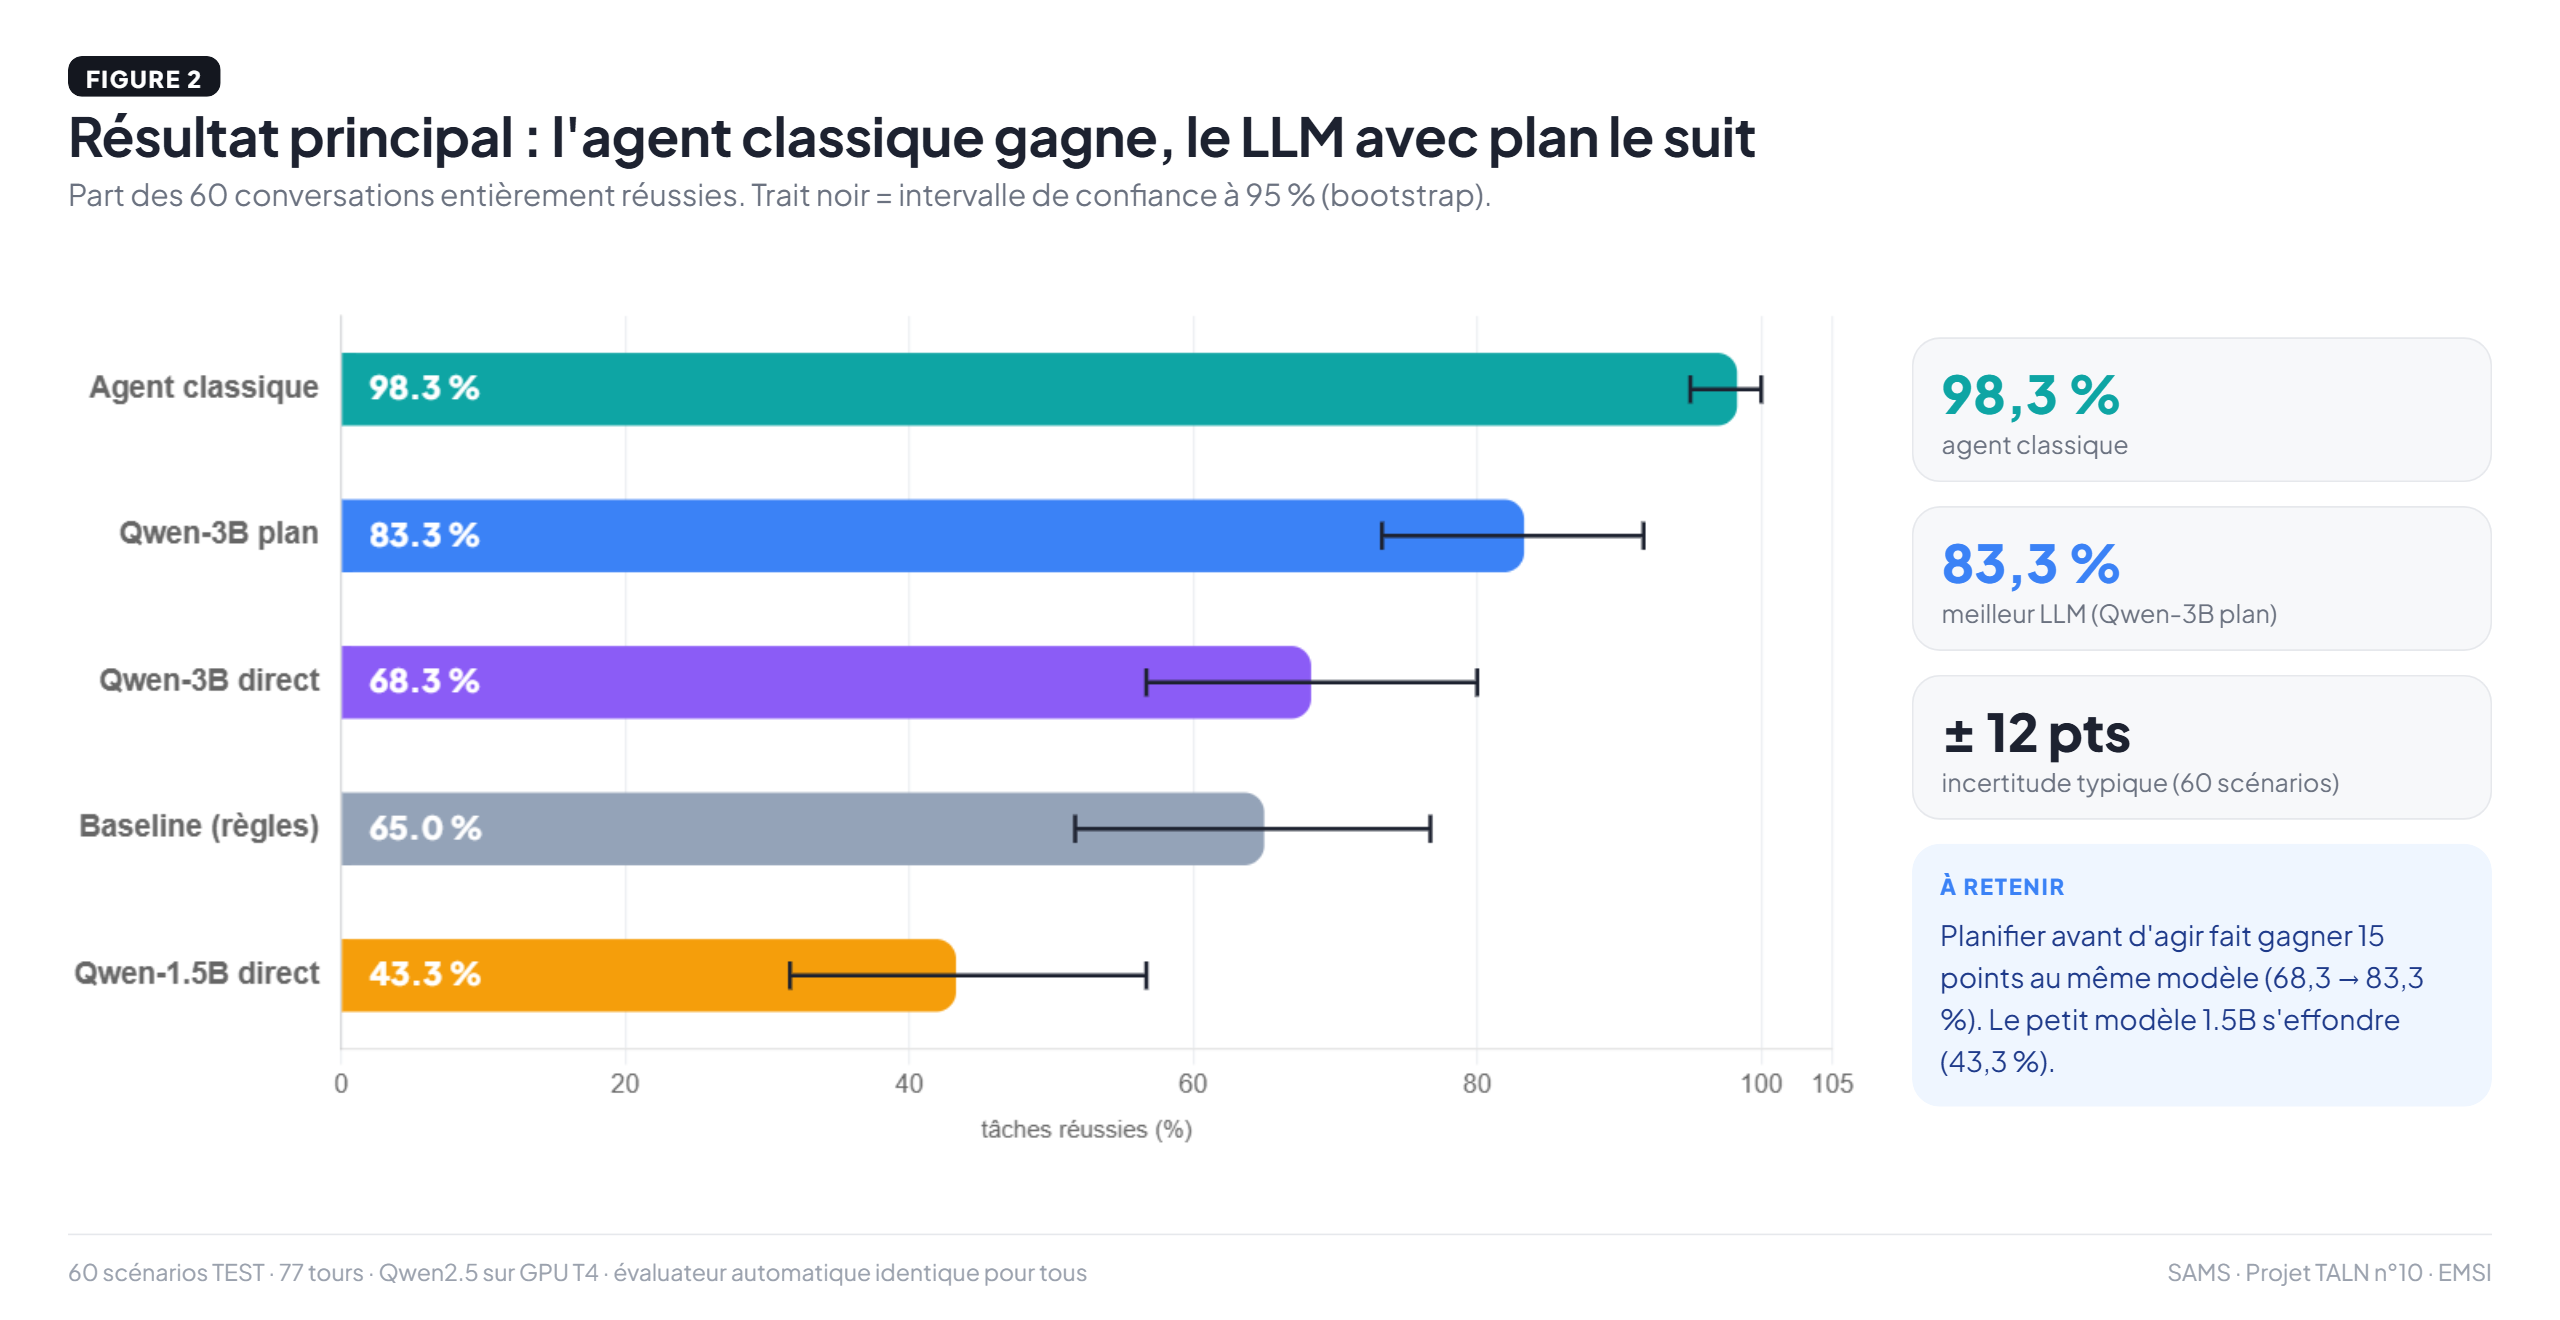 FIGURE 2
Résultat principal : l'agent classique gagne, le LLM avec plan le suit
Part des 60 conversations entièrement réussies. Trait noir = intervalle de confiance à 95 % (bootstrap).
Agent classique
98.3 %
Qwen-3B plan
83.3 %
Qwen-3B direct
68.3 %
Baseline (règles)
65.0 %
Qwen-1.5B direct
43.3 %
0 20 40 60 80 100 105
tâches réussies (%)
98,3 %
agent classique
83,3 %
meilleur LLM (Qwen-3B plan)
± 12 pts
incertitude typique (60 scénarios)
À RETENIR
Planifier avant d'agir fait gagner 15
points au même modèle (68,3 → 83,3
%). Le petit modèle 1.5B s'effondre
(43,3 %).
60 scénarios TEST · 77 tours · Qwen2.5 sur GPU T4 · évaluateur automatique identique pour tous
SAMS · Projet TALN n°10 · EMSI